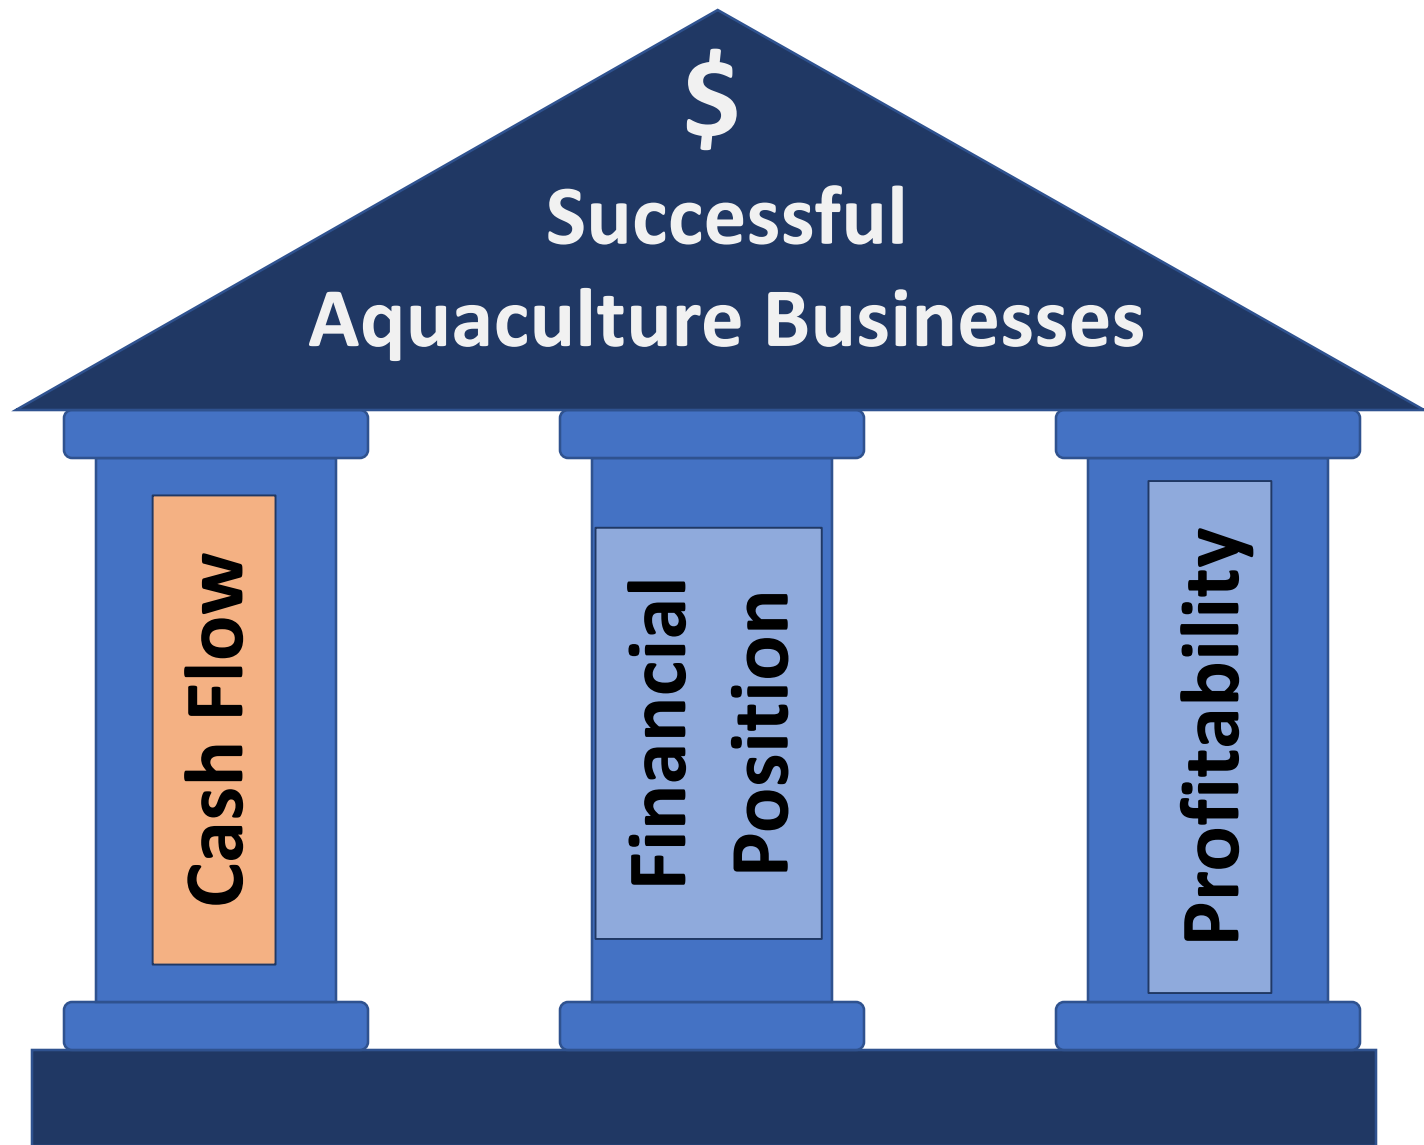 $
Successful
Aquaculture Businesses
Cash Flow
Financial
Position
Profitability